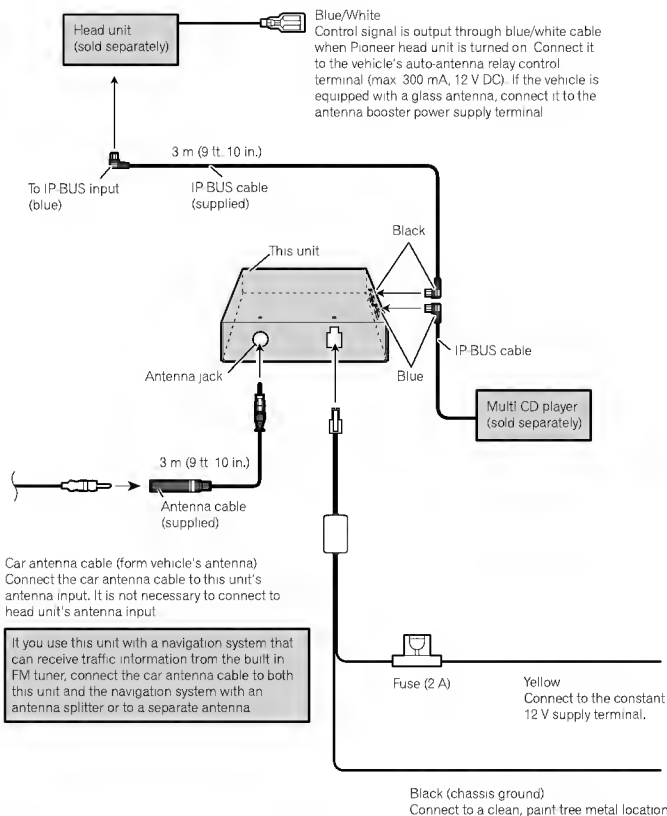 Blue/White
Control signal is output through blue/white cable
when Pioneer head unit is turned on Connect it
to the vehicle's auto-antenna relay control
terminal (max 300 mA, 12 V DC). If the vehicle is
equipped with a glass antenna, connect it to the
antenna booster power supply terminal
Head unit
(sold separately)
3 m (9 ft 10 in.)
To IP-BUS input
(blue)
IP-BUS cable
(supplied)
Black
This unit
IP-BUS cable
Antenna jack
Blue
Multi CD player
(sold separately)
3 m (9 ft 10 in.)
Antenna cable
(supplied)
Car antenna cable (form vehicle's antenna)
Connect the car antenna cable to this unit's
antenna input. It is not necessary to connect to
head unit's antenna input
If you use this unit with a navigation system that
can receive traffic information from the built in
FM tuner, connect the car antenna cable to both
this unit and the navigation system with an
antenna splitter or to a separate antenna
Fuse (2 A)
Yellow
Connect to the constant
12 V supply terminal.
Black (chassis ground)
Connect to a clean, paint free metal location